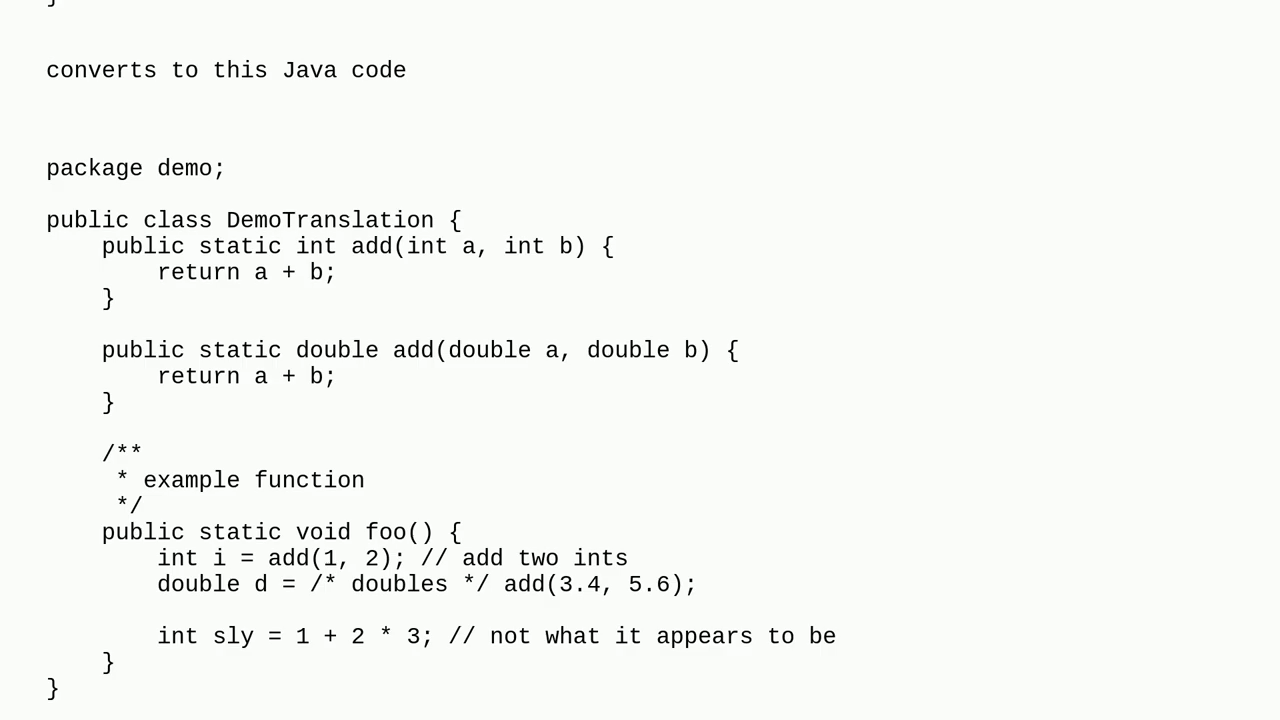 }
converts to this Java code
package demo;
public class DemoTranslation {
    public static int add(int a, int b) {
        return a + b;
    }
    public static double add(double a, double b) {
        return a + b;
    }
    /**
     * example function
     */
    public static void foo() {
        int i = add(1, 2); // add two ints
        double d = /* doubles */ add(3.4, 5.6);
        int sly = 1 + 2 * 3; // not what it appears to be
    }
}